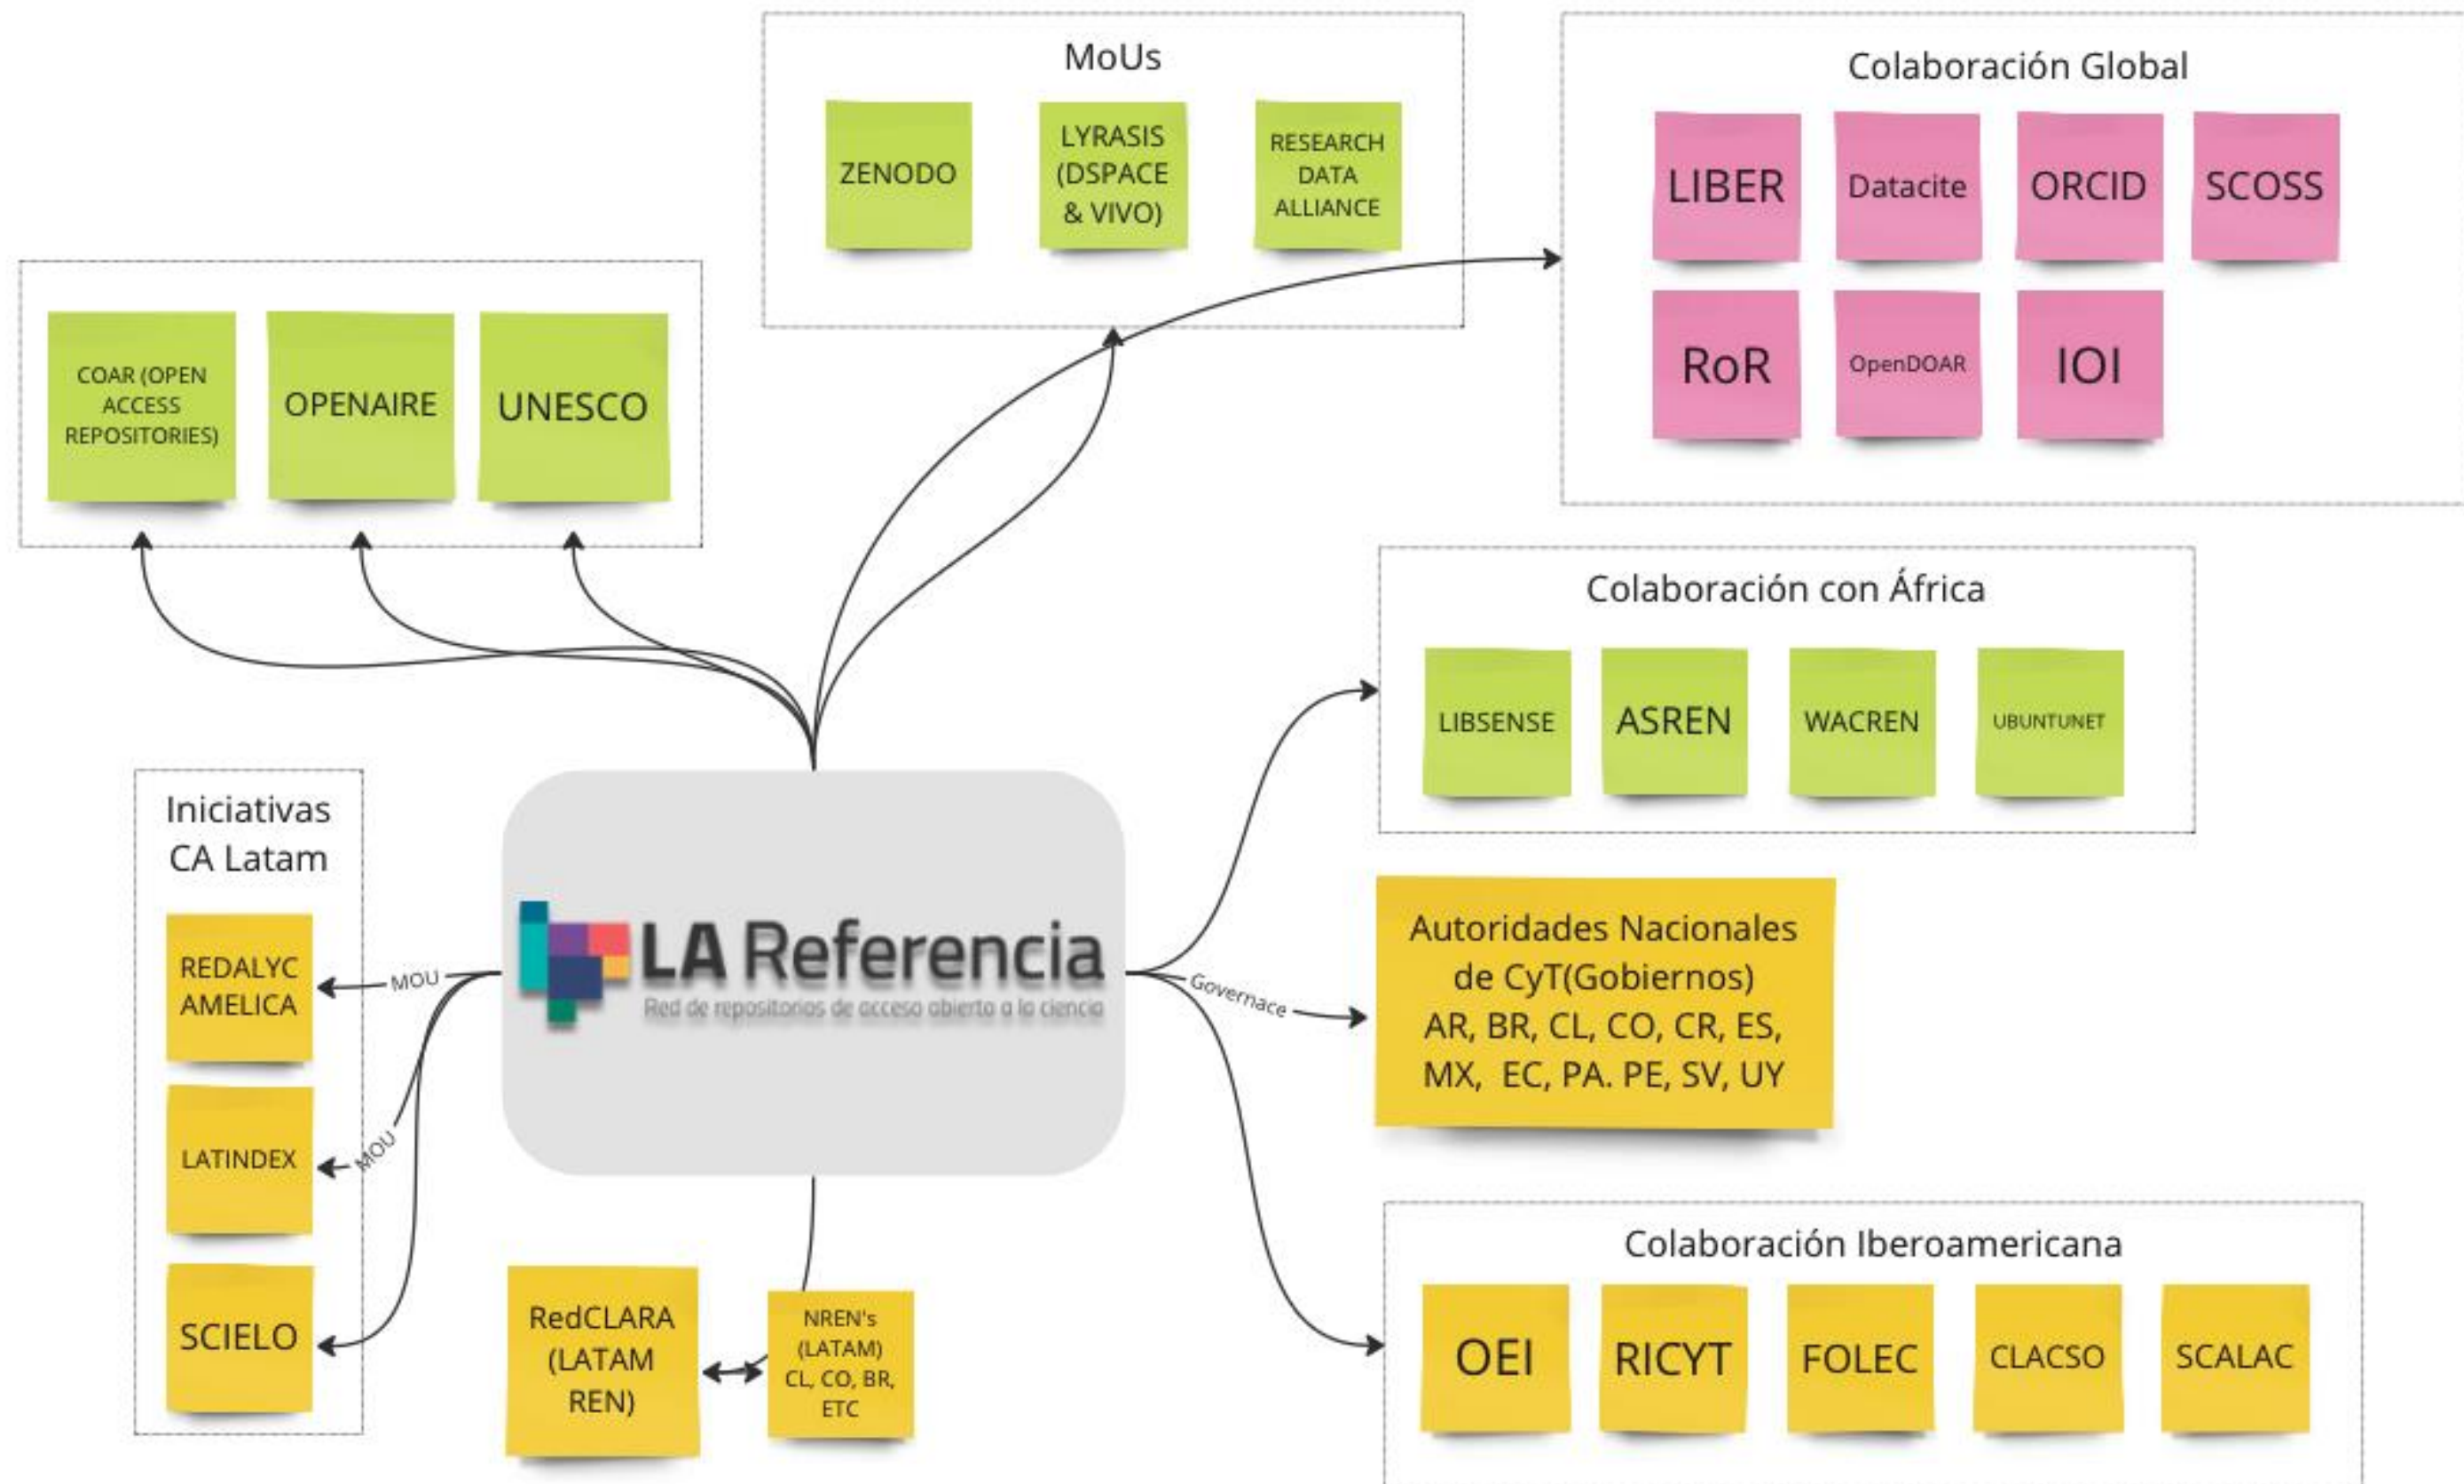 MoUs
ZENODO
LYRASIS
(DSPACE
& VIVO)
RESEARCH
DATA
ALLIANCE
Colaboración Global
LIBER
Datacite
ORCID
SCOSS
RoR
OpenDOAR
IOI
COAR (OPEN
ACCESS
REPOSITORIES)
OPENAIRE
UNESCO
Colaboración con África
LIBSENSE
ASREN
WACREN
UBUNTUNET
Iniciativas
CA Latam
REDALYC
AMELICA
MOU
LATINDEX
MOU
SCIELO
LA Referencia
Red de repositorios de acceso abierto a la ciencia
Governace
Autoridades Nacionales
de CyT(Gobiernos)
AR, BR, CL, CO, CR, ES,
MX, EC, PA. PE, SV, UY
RedCLARA
(LATAM
REN)
NREN's
(LATAM)
CL, CO, BR,
ETC
Colaboración Iberoamericana
OEI
RICYT
FOLEC
CLACSO
SCALAC